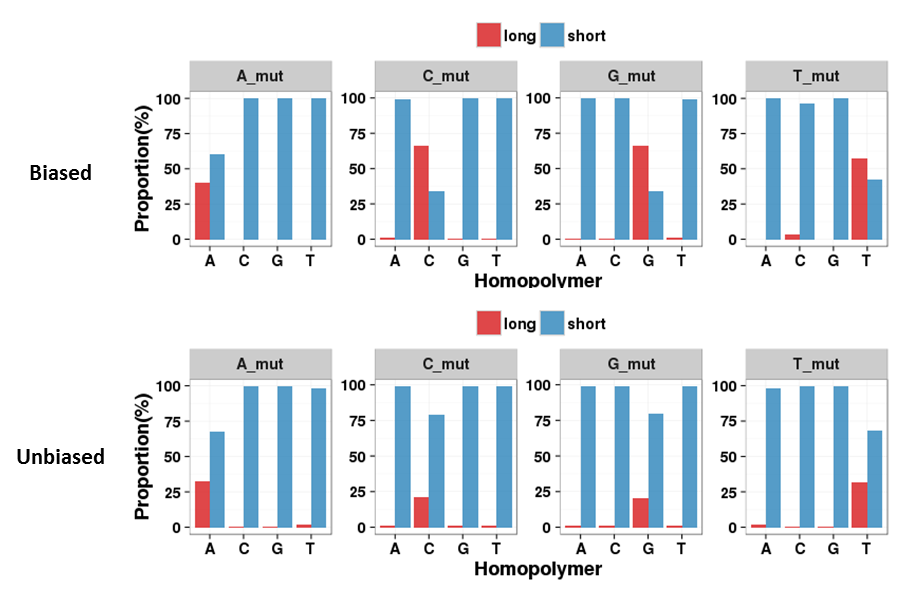 long short
A_mut C_mut G_mut T_mut
Biased
Proportion(%)
100 100 100 100
75 75 75 75
50 50 50 50
25 25 25 25
0 0 0 0
A C G T A C G T A C G T A C G T
Homopolymer
long short
A_mut C_mut G_mut T_mut
Unbiased
Proportion(%)
100 100 100 100
75 75 75 75
50 50 50 50
25 25 25 25
0 0 0 0
A C G T A C G T A C G T A C G T
Homopolymer